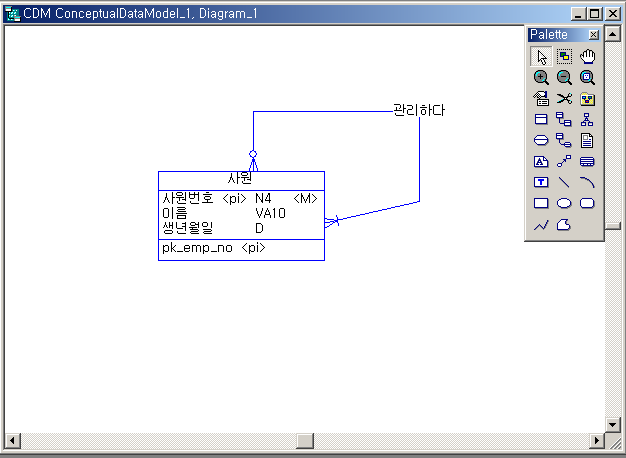 CDM ConceptualDataModel_1, Diagram_1
Palette
관리하다
사원
사원번호 <pi> N4 <M>
이름 VA10
생년월일 D
pk_emp_no <pi>